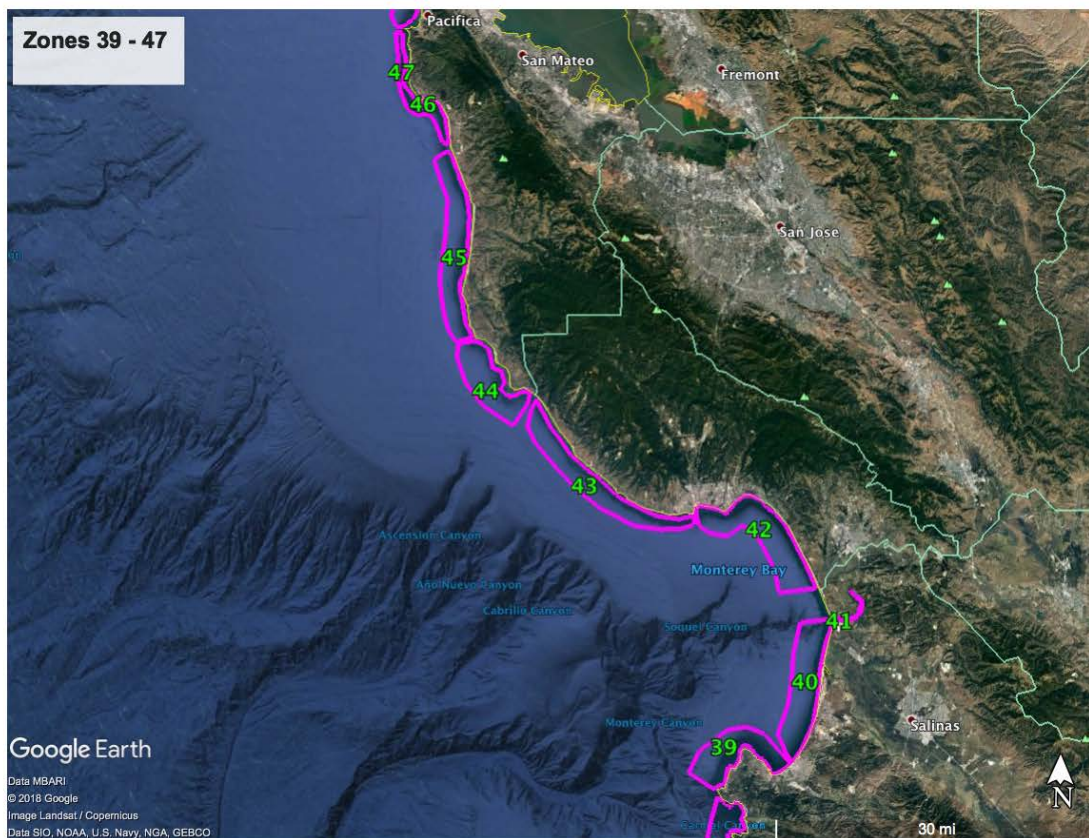 Zones 39 - 47
Pacifica
San Mateo
Fremont
47
46
San Jose
45
44
43
42
Ascension Canyon
Monterey Bay
Año Nuevo Canyon
Cabrillo Canyon
Soquel Canyon
41
40
Monterey Canyon
Salinas
39
Google Earth
Data MBARI
© 2018 Google
Image Landsat / Copernicus
Data SIO, NOAA, U.S. Navy, NGA, GEBCO
Carmel Canyon
N
30 mi